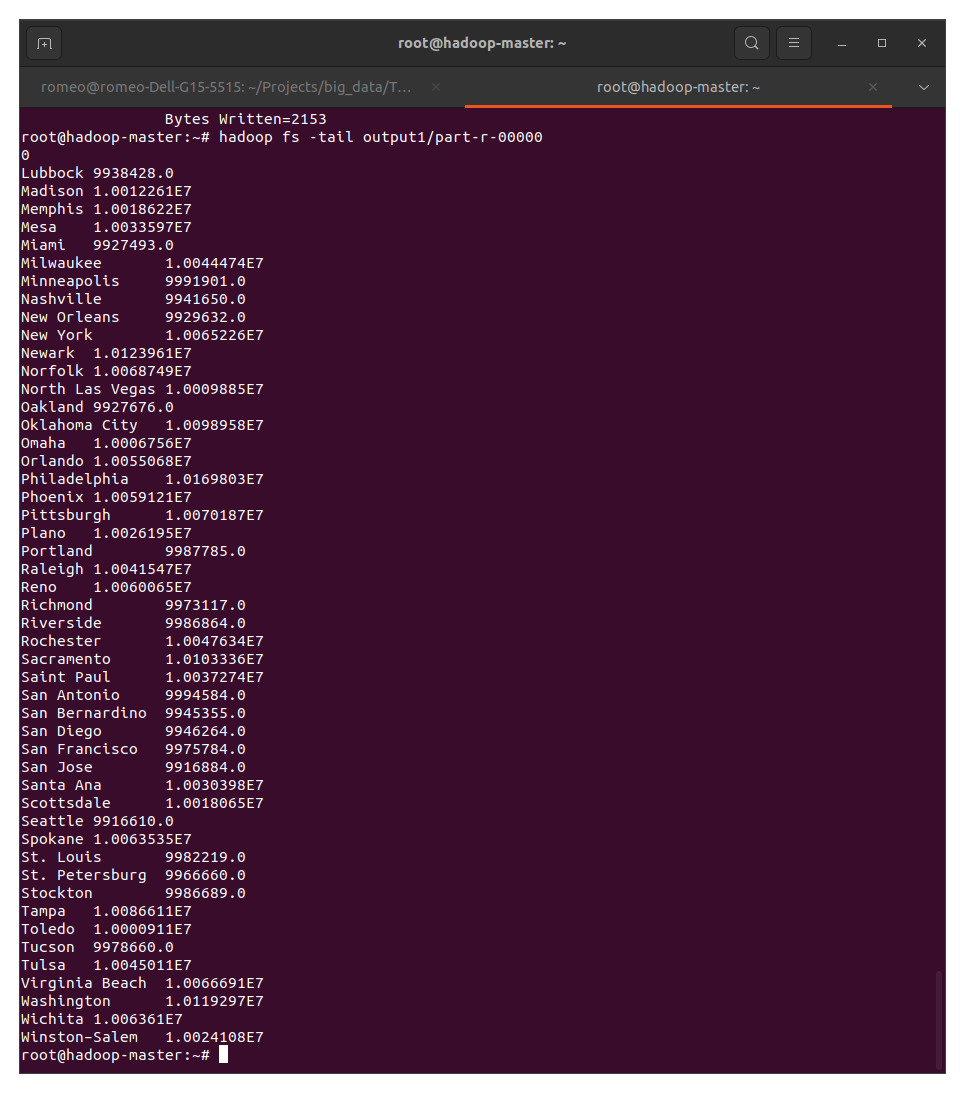 root@hadoop-master: ~
romeo@romeo-Dell-G15-5515: ~/Projects/big_data/T...
root@hadoop-master: ~
Bytes Written=2153
root@hadoop-master:~# hadoop fs -tail output1/part-r-00000
0
Lubbock 9938428.0
Madison 1.0012261E7
Memphis 1.0018622E7
Mesa    1.0033597E7
Miami   9927493.0
Milwaukee       1.0044474E7
Minneapolis     9991901.0
Nashville       9941650.0
New Orleans     9929632.0
New York        1.0065226E7
Newark  1.0123961E7
Norfolk 1.0068749E7
North Las Vegas 1.0009885E7
Oakland 9927676.0
Oklahoma City   1.0098958E7
Omaha   1.0006756E7
Orlando 1.0055068E7
Philadelphia    1.0169803E7
Phoenix 1.0059121E7
Pittsburgh      1.0070187E7
Plano   1.0026195E7
Portland        9987785.0
Raleigh 1.0041547E7
Reno    1.0060065E7
Richmond        9973117.0
Riverside       9986864.0
Rochester       1.0047634E7
Sacramento      1.0103336E7
Saint Paul      1.0037274E7
San Antonio     9994584.0
San Bernardino  9945355.0
San Diego       9946264.0
San Francisco   9975784.0
San Jose        9916884.0
Santa Ana       1.0030398E7
Scottsdale      1.0018065E7
Seattle 9916610.0
Spokane 1.0063535E7
St. Louis       9982219.0
St. Petersburg  9966660.0
Stockton        9986689.0
Tampa   1.0086611E7
Toledo  1.0000911E7
Tucson  9978660.0
Tulsa   1.0045011E7
Virginia Beach  1.0066691E7
Washington      1.0119297E7
Wichita 1.006361E7
Winston-Salem   1.0024108E7
root@hadoop-master:~#